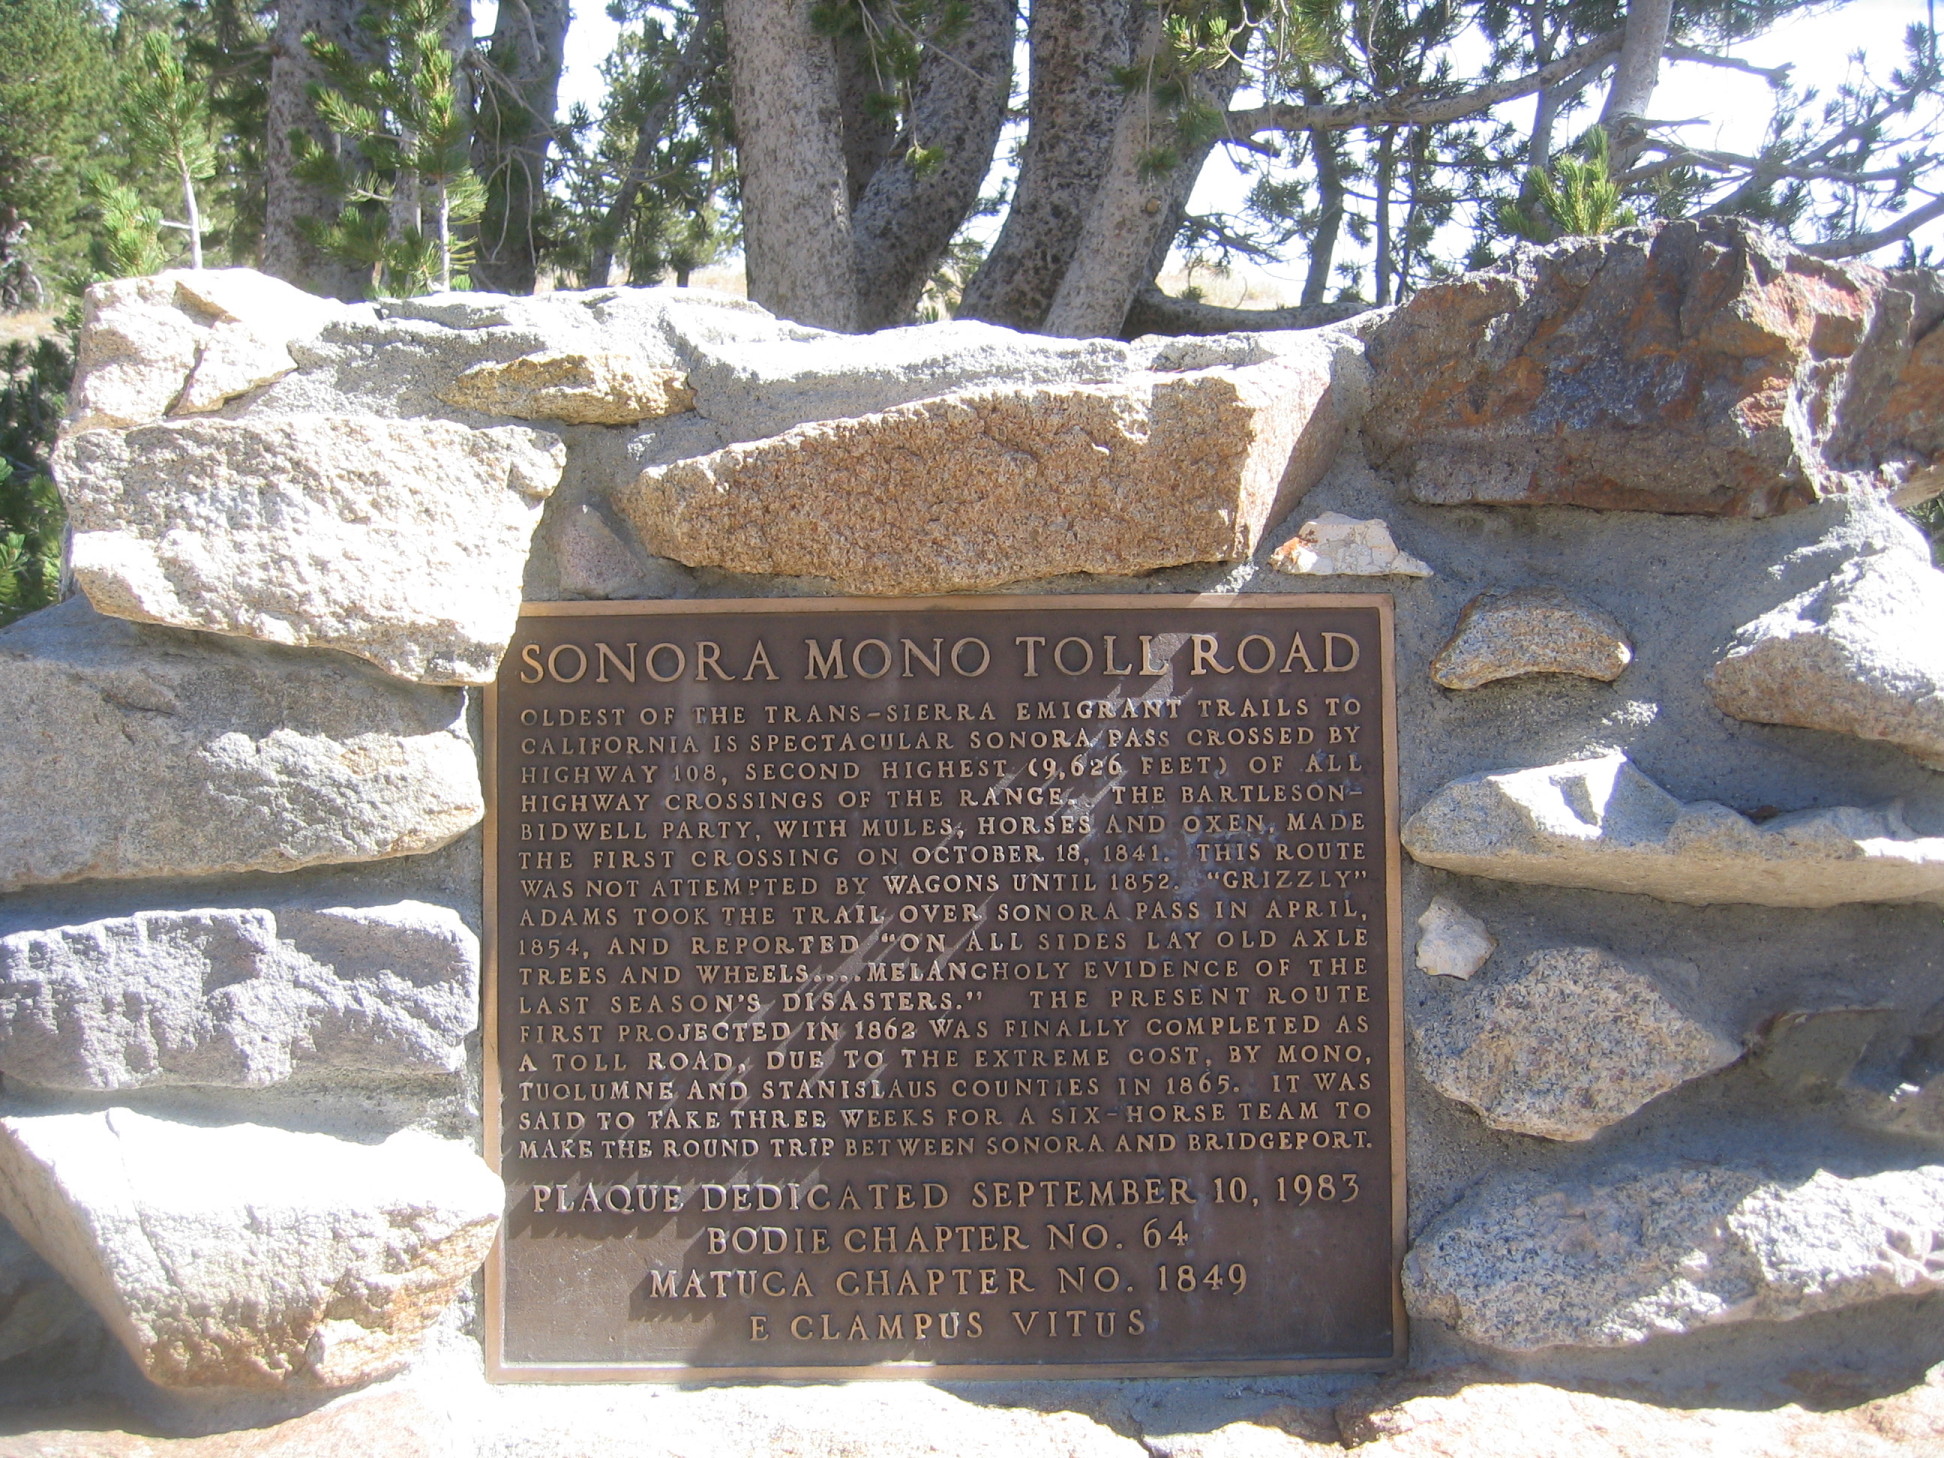 SONORA MONO TOLL ROAD
OLDEST OF THE TRANS-SIERRA EMIGRANT TRAILS TO
CALIFORNIA IS SPECTACULAR SONORA PASS CROSSED BY
HIGHWAY 108, SECOND HIGHEST (9,626 FEET) OF ALL
HIGHWAY CROSSINGS OF THE RANGE. THE BARTLESON-
BIDWELL PARTY, WITH MULES, HORSES AND OXEN, MADE
THE FIRST CROSSING ON OCTOBER 18, 1841. THIS ROUTE
WAS NOT ATTEMPTED BY WAGONS UNTIL 1852. "GRIZZLY"
ADAMS TOOK THE TRAIL OVER SONORA PASS IN APRIL,
1854, AND REPORTED "ON ALL SIDES LAY OLD AXLE
TREES AND WHEELS....MELANCHOLY EVIDENCE OF THE
LAST SEASON'S DISASTERS." THE PRESENT ROUTE
FIRST PROJECTED IN 1862 WAS FINALLY COMPLETED AS
A TOLL ROAD, DUE TO THE EXTREME COST, BY MONO,
TUOLUMNE AND STANISLAUS COUNTIES IN 1865. IT WAS
SAID TO TAKE THREE WEEKS FOR A SIX-HORSE TEAM TO
MAKE THE ROUND TRIP BETWEEN SONORA AND BRIDGEPORT.
PLAQUE DEDICATED SEPTEMBER 10, 1983
BODIE CHAPTER NO. 64
MATUCA CHAPTER NO. 1849
E CLAMPUS VITUS